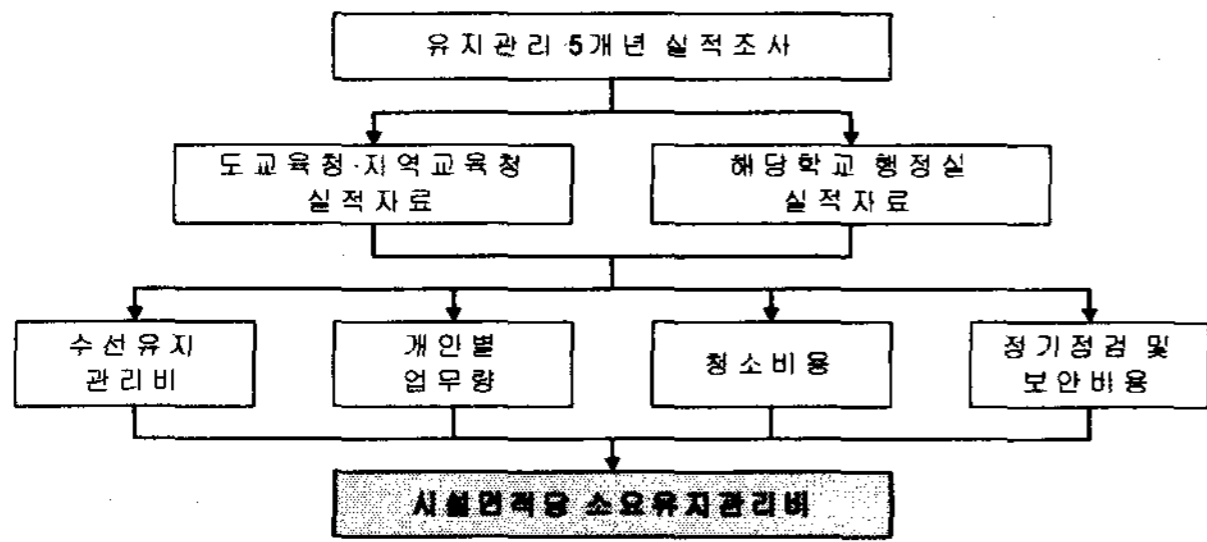 유지관리 5개년 실적조사
도교육청·지역교육청
실적자료
해당학교 행정실
실적자료
수선유지
관리비
개인별
업무량
청소비용
정기점검 및
보안비용
시설면적당 소요유지관리비